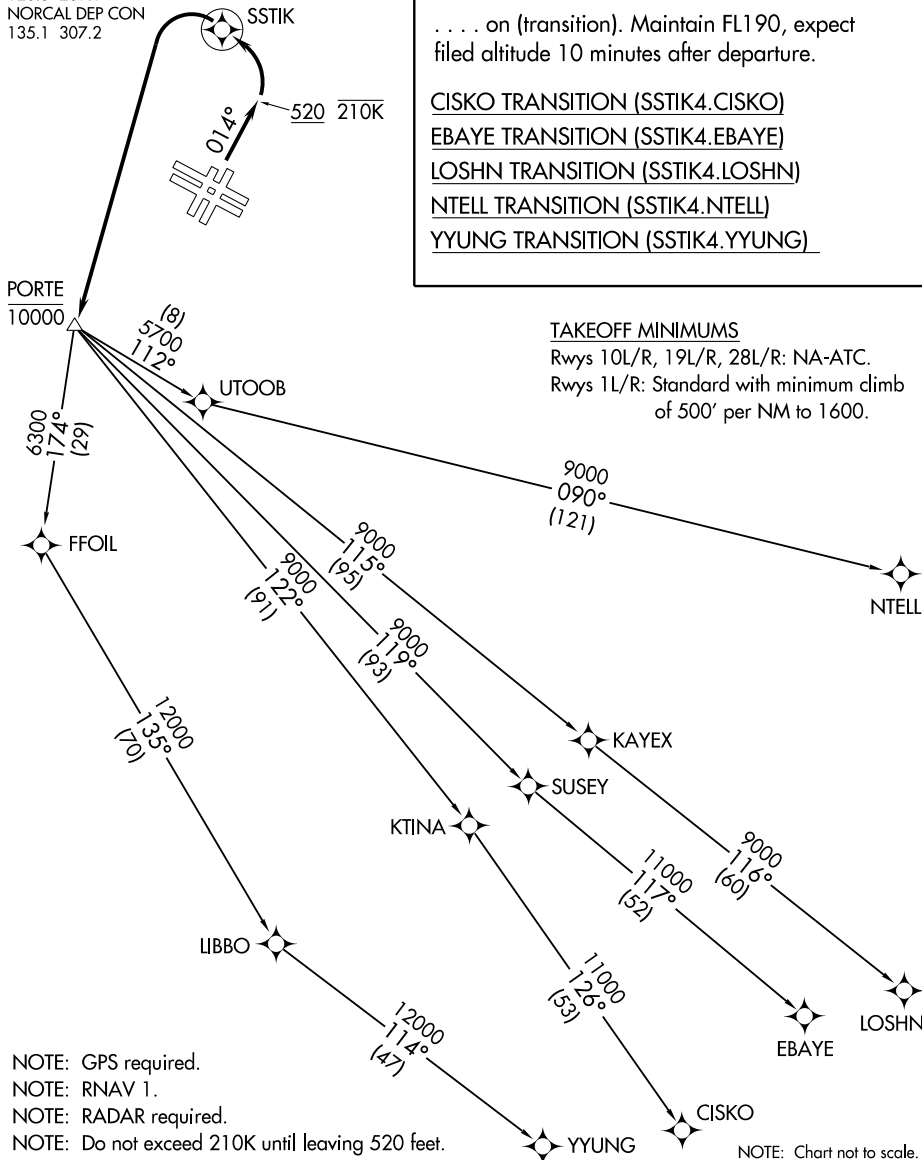 NORCAL DEP CON
135.1 307.2
SSTIK
520 210K
014°
. . . . on (transition). Maintain FL190, expect
filed altitude 10 minutes after departure.
CISKO TRANSITION (SSTIK4.CISKO)
EBAYE TRANSITION (SSTIK4.EBAYE)
LOSHN TRANSITION (SSTIK4.LOSHN)
NTELL TRANSITION (SSTIK4.NTELL)
YYUNG TRANSITION (SSTIK4.YYUNG)
PORTE
10000
(8)
5700
112°
UTOOB
TAKEOFF MINIMUMS
Rwys 10L/R, 19L/R, 28L/R: NA-ATC.
Rwys 1L/R: Standard with minimum climb
of 500' per NM to 1600.
6300
174°
(29)
FFOIL
9000
090°
(121)
NTELL
9000
115°
(95)
9000
122°
(91)
9000
119°
(93)
12000
135°
(70)
KAYEX
SUSEY
KTINA
9000
116°
(60)
11000
117°
(52)
LIBBO
11000
126°
(53)
LOSHN
EBAYE
12000
114°
(47)
CISKO
YYUNG
NOTE: GPS required.
NOTE: RNAV 1.
NOTE: RADAR required.
NOTE: Do not exceed 210K until leaving 520 feet.
NOTE: Chart not to scale.